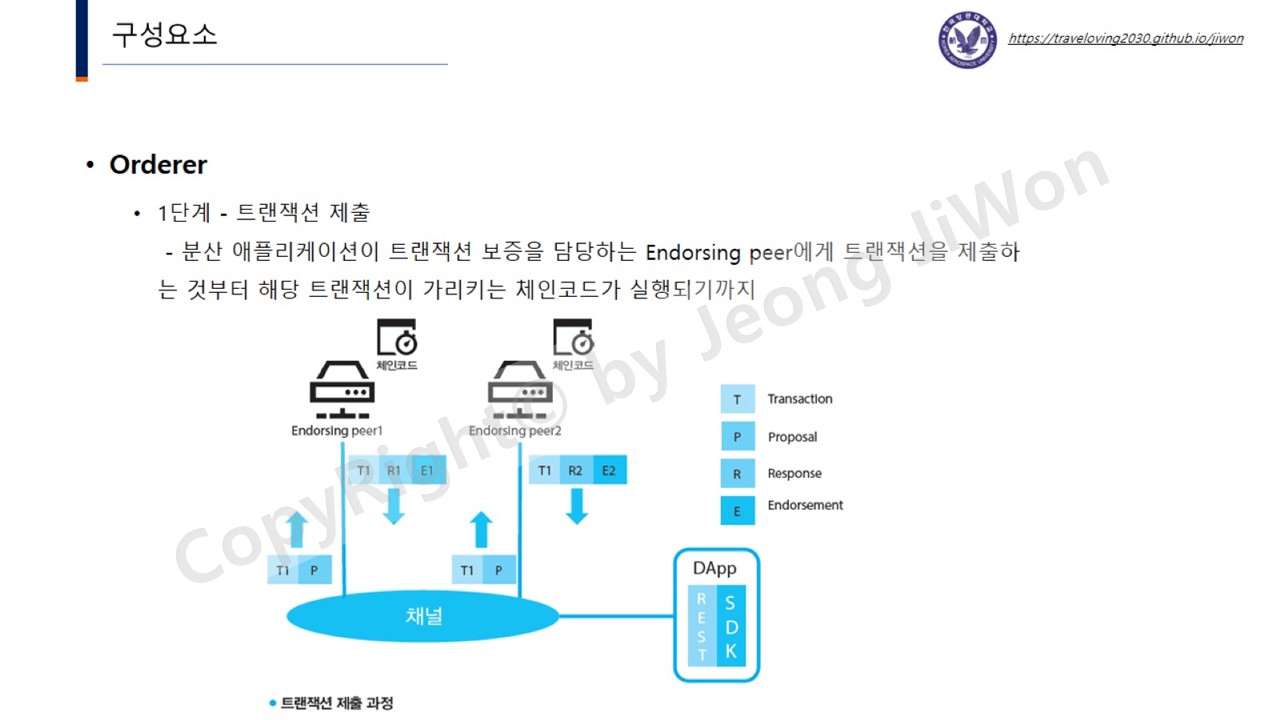 구성요소
https://traveloving2030.github.io/jiwon
• Orderer
• 1단계 - 트랜잭션 제출
- 분산 애플리케이션이 트랜잭션 보증을 담당하는 Endorsing peer에게 트랜잭션을 제출하
는 것부터 해당 트랜잭션이 가리키는 체인코드가 실행되기까지
체인코드
체인코드
Endorsing peer1
Endorsing peer2
T1 R1 E1
T1 R2 E2
T1 P
T1 P
채널
T Transaction
P Proposal
R Response
E Endorsement
DApp
REST
SDK
• 트랜잭션 제출 과정
CopyRight© by Jeong JiWon